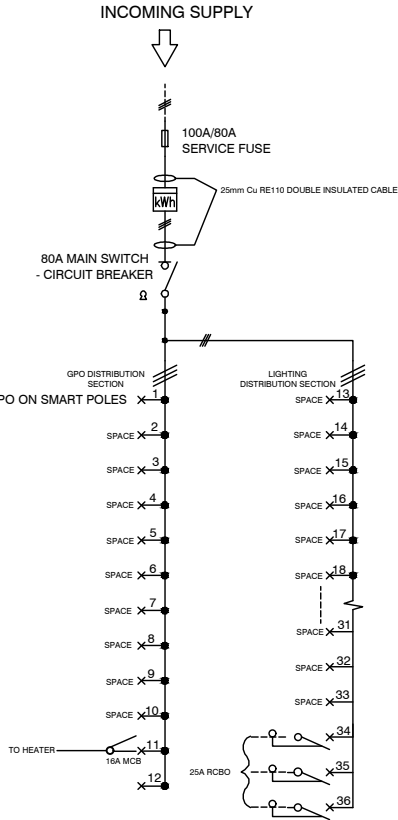 INCOMING SUPPLY
100A/80A
SERVICE FUSE
25mm Cu RE110 DOUBLE INSULATED CABLE
kWh
80A MAIN SWITCH
- CIRCUIT BREAKER
Ω
GPO DISTRIBUTION
SECTION
LIGHTING
DISTRIBUTION SECTION
PO ON SMART POLES 1
SPACE 2
SPACE 3
SPACE 4
SPACE 5
SPACE 6
SPACE 7
SPACE 8
SPACE 9
SPACE 10
TO HEATER 11
16A MCB
12
SPACE 13
SPACE 14
SPACE 15
SPACE 16
SPACE 17
SPACE 18
SPACE 31
SPACE 32
SPACE 33
34
25A RCBO 35
36